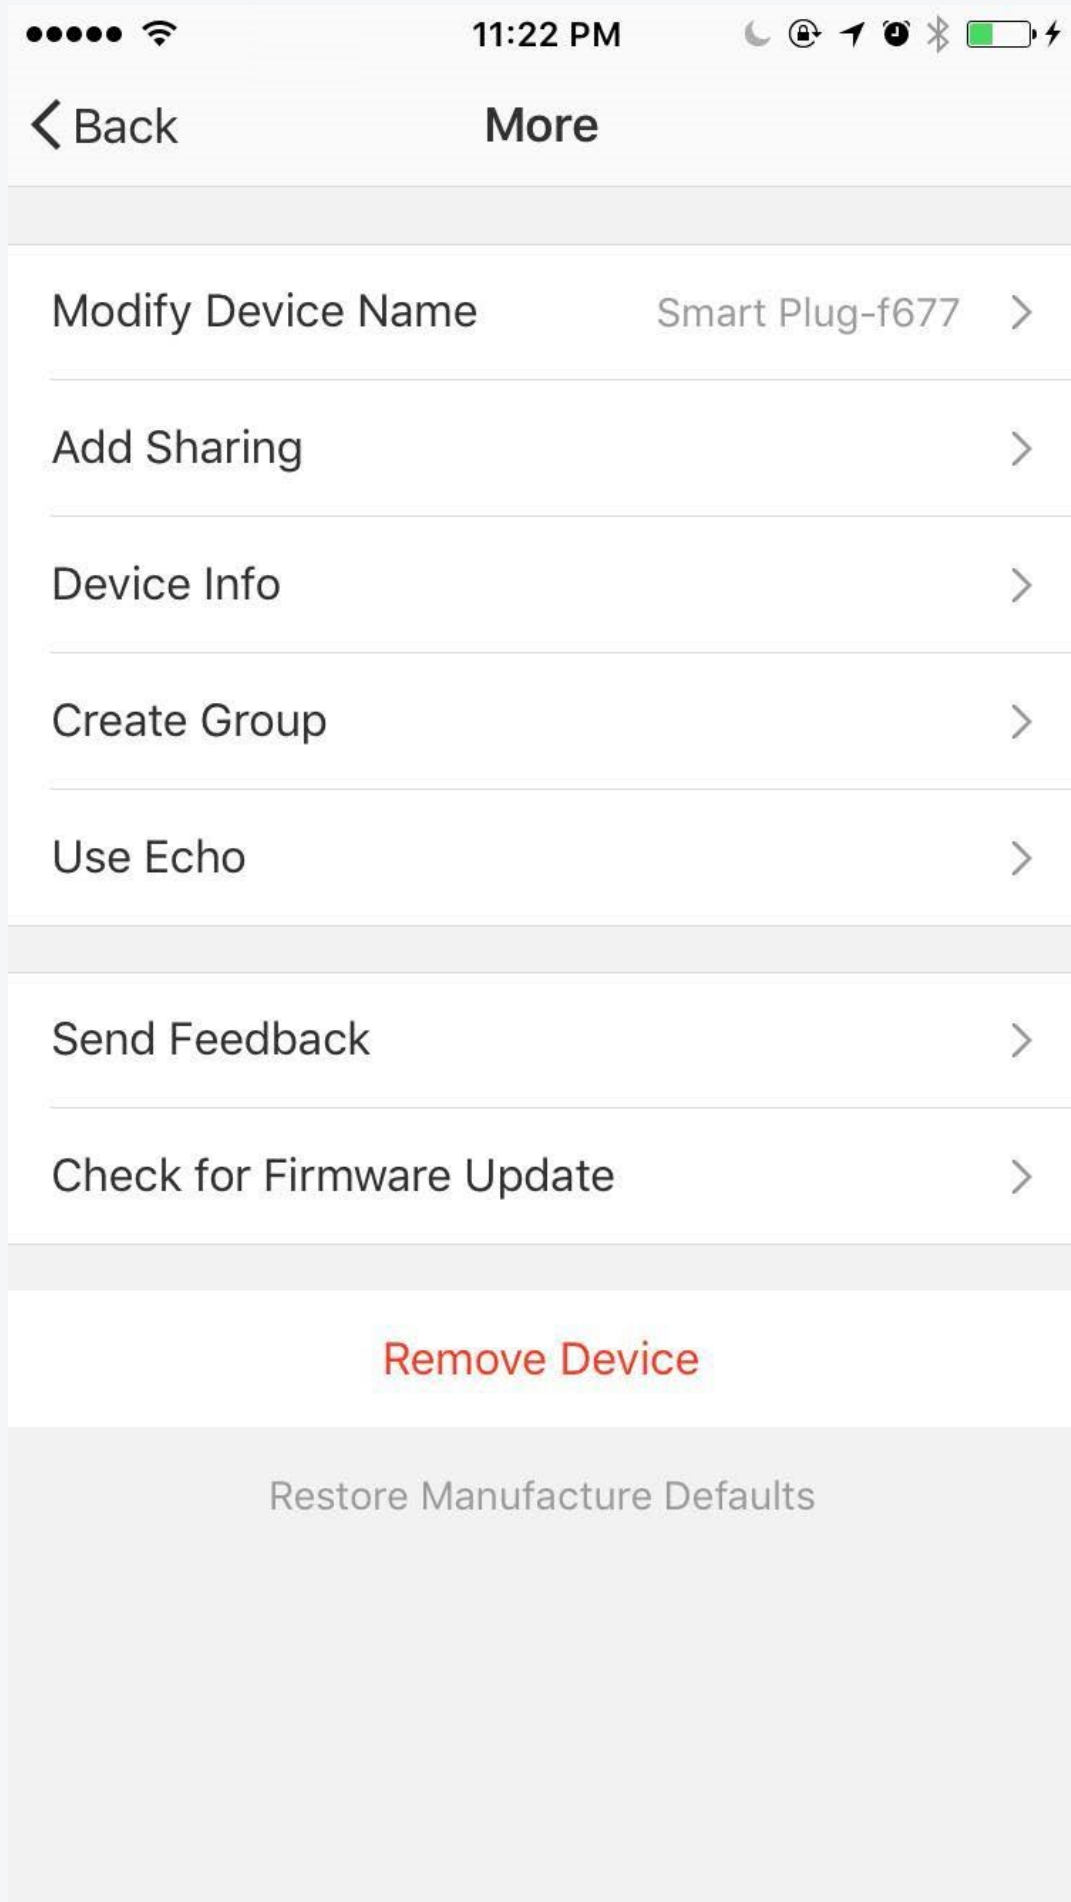 11:22 PM
Back
More
Modify Device Name Smart Plug-f677
Add Sharing
Device Info
Create Group
Use Echo
Send Feedback
Check for Firmware Update
Remove Device
Restore Manufacture Defaults